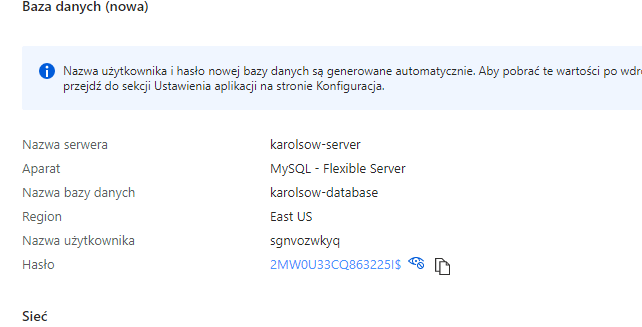 Baza danych (nowa)
Nazwa użytkownika i hasło nowej bazy danych są generowane automatycznie. Aby pobrać te wartości po wdro
przejdź do sekcji Ustawienia aplikacji na stronie Konfiguracja.
Nazwa serwera karolsow-server
Aparat MySQL - Flexible Server
Nazwa bazy danych karolsow-database
Region East US
Nazwa użytkownika sgnvozwkyq
Hasło 2MW0U33CQ863225I$
Sieć